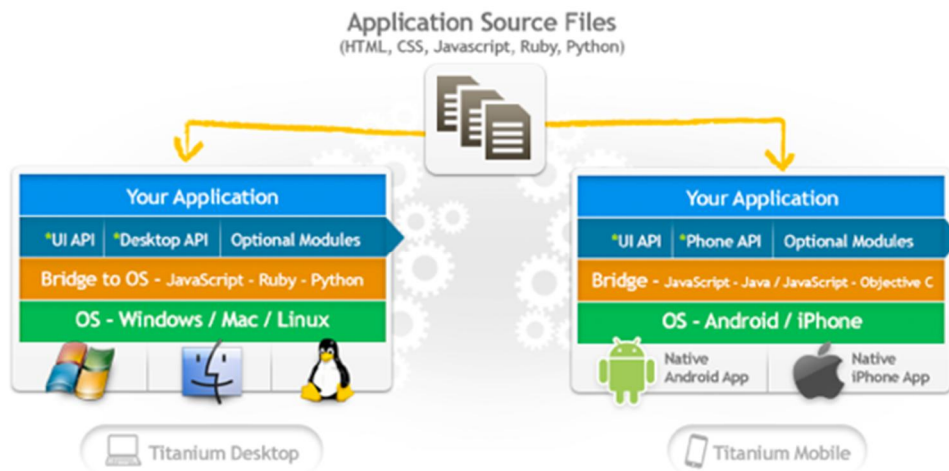 Application Source Files
(HTML, CSS, Javascript, Ruby, Python)
Your Application
*UI API *Desktop API Optional Modules
Bridge to OS - JavaScript - Ruby - Python
OS - Windows / Mac / Linux
Titanium Desktop
Your Application
*UI API *Phone API Optional Modules
Bridge - JavaScript - Java / JavaScript - Objective C
OS - Android / iPhone
Native
Android App
Native
iPhone App
Titanium Mobile